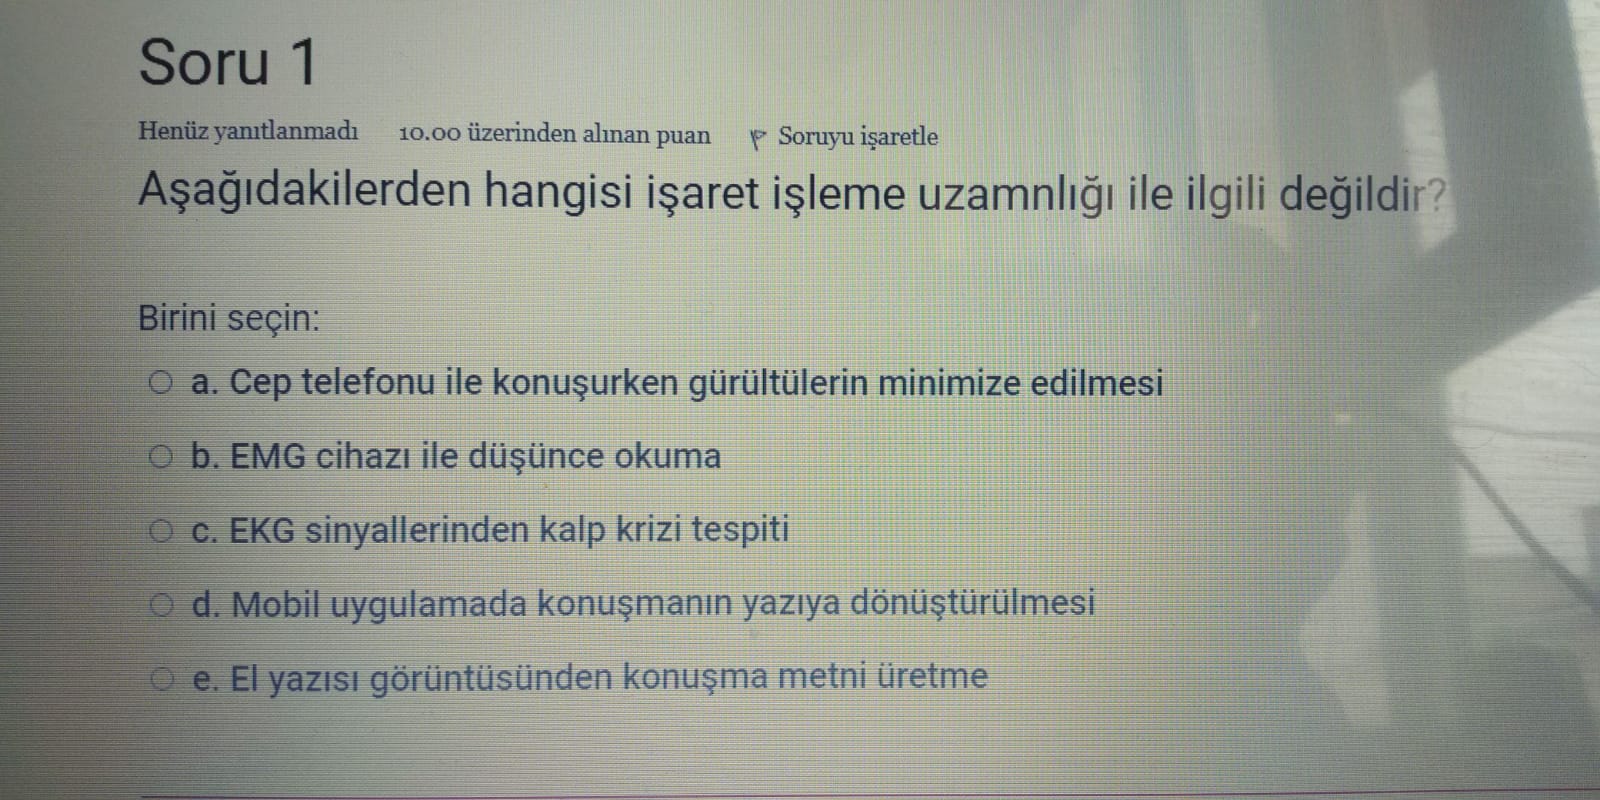 Soru 1
Henüz yanıtlanmadı 10.00 üzerinden alınan puan Soruyu işaretle
Aşağıdakilerden hangisi işaret işleme uzamnlığı ile ilgili değildir?
Birini seçin:
a. Cep telefonu ile konuşurken gürültülerin minimize edilmesi
b. EMG cihazı ile düşünce okuma
c. EKG sinyallerinden kalp krizi tespiti
d. Mobil uygulamada konuşmanın yazıya dönüştürülmesi
e. El yazısı görüntüsünden konuşma metni üretme